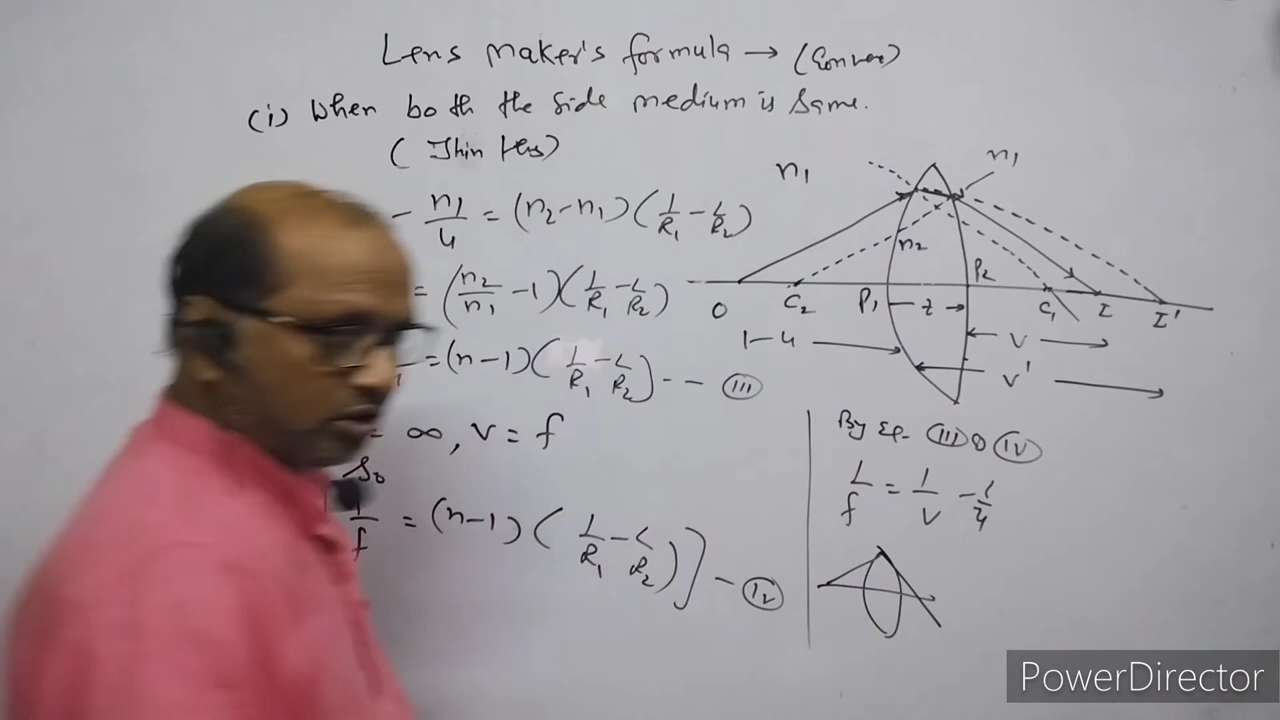 Lens maker's formula → (Convex)
(i) When both the side medium is same.
(Thin lens)
n₁ n₁
- n₁/u = (n₂-n₁)(1/R₁ - 1/R₂)
n₂
= (n₂/n₁ - 1)(1/R₁ - 1/R₂)
O C₂ P₁ t P₂ C₁ I I'
-u v
= (n-1)(1/R₁ - 1/R₂) -- (III)
v'
= ∞, v = f
So
1/f = (n-1)(1/R₁ - 1/R₂)] - (IV)
By Eq. (III) & (IV)
1/f = 1/v - 1/u
PowerDirector